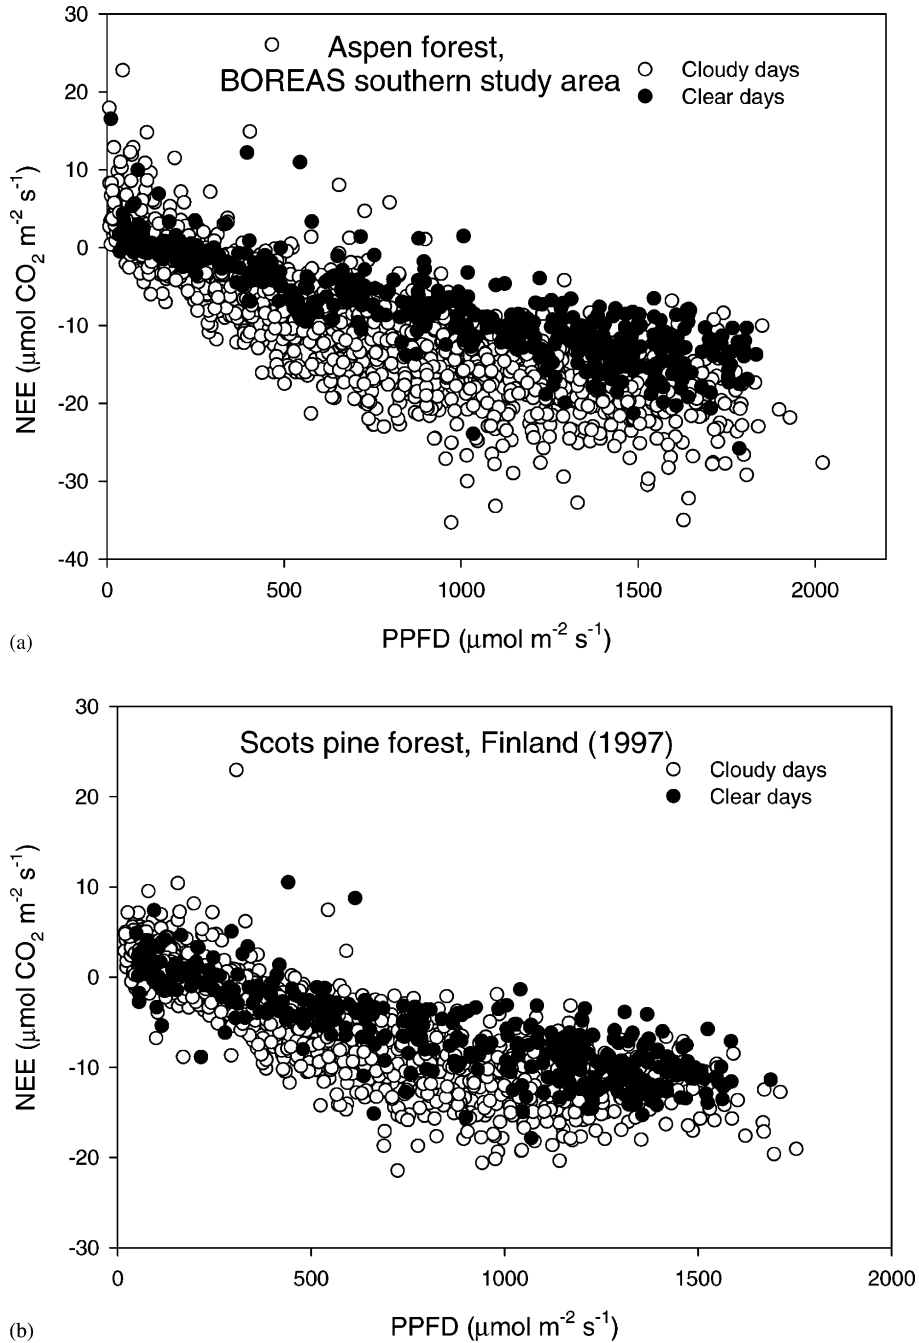 30
20
10
0
-10
-20
-30
-40
NEE (μmol CO2 m-2 s-1)
Aspen forest,
BOREAS southern study area
Cloudy days
Clear days
0 500 1000 1500 2000
PPFD (μmol m-2 s-1)
(a)
30
20
10
0
-10
-20
-30
NEE (μmol CO2 m-2 s-1)
Scots pine forest, Finland (1997)
Cloudy days
Clear days
0 500 1000 1500 2000
PPFD (μmol m-2 s-1)
(b)